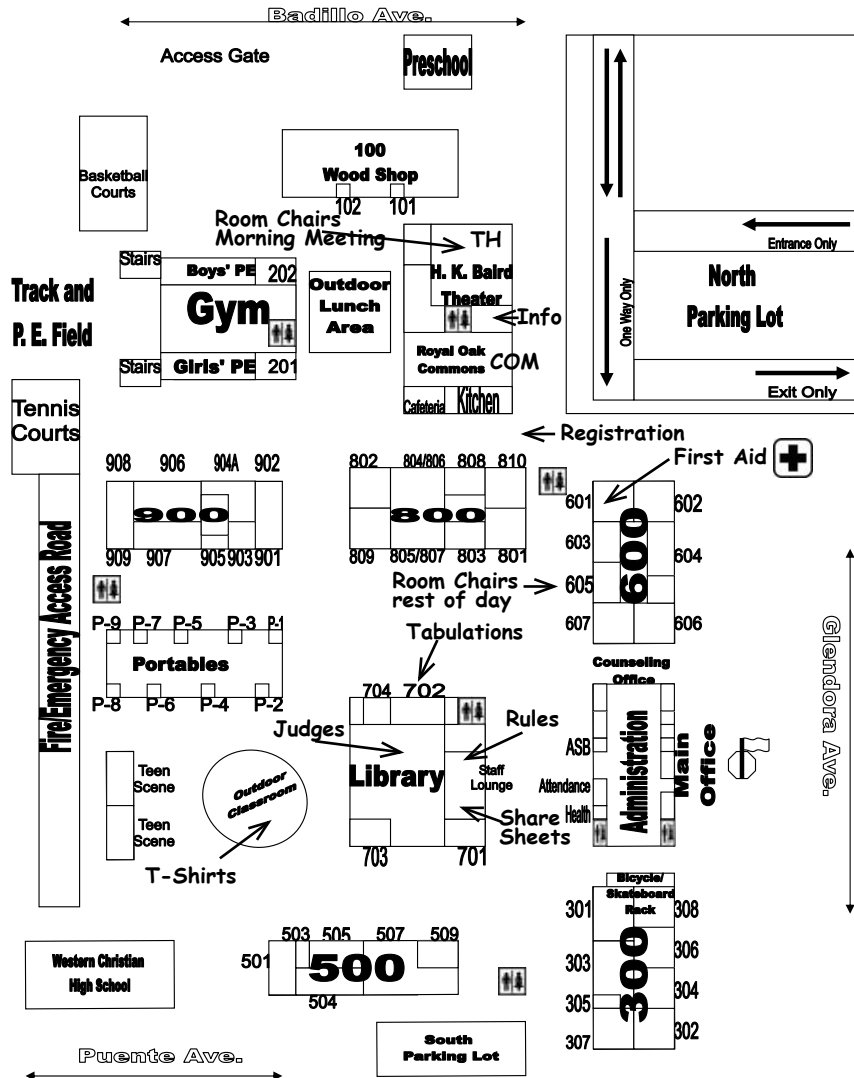 Badillo Ave.
Access Gate
Preschool
Basketball
Courts
100
Wood Shop
102
101
Room Chairs
Morning Meeting
TH
H. K. Baird
Theater
Info
Royal Oak
Commons
COM
Cafeteria
Kitchen
Stairs
Boys' PE
202
Gym
Girls' PE
201
Stairs
Outdoor
Lunch
Area
Track and
P. E. Field
One Way Only
Entrance Only
North
Parking Lot
Exit Only
Tennis
Courts
Registration
First Aid
908
906
904A
902
900
909
907
905
903
901
802
804/806
808
810
800
809
805/807
803
801
601
602
603
604
605
606
607
600
Room Chairs
rest of day
Fire/Emergency Access Road
P-9
P-7
P-5
P-3
P-1
Portables
P-8
P-6
P-4
P-2
Tabulations
704
702
Judges
Rules
Library
Staff
Lounge
Share
Sheets
703
701
Counseling
Office
ASB
Attendance
Health
Administration
Main
Office
Glendora Ave.
Teen
Scene
Teen
Scene
Outdoor
Classroom
T-Shirts
Bicycle/
Skateboard
Rack
301
308
303
306
305
304
307
302
300
Western Christian
High School
501
503
505
507
509
500
504
South
Parking Lot
Puente Ave.